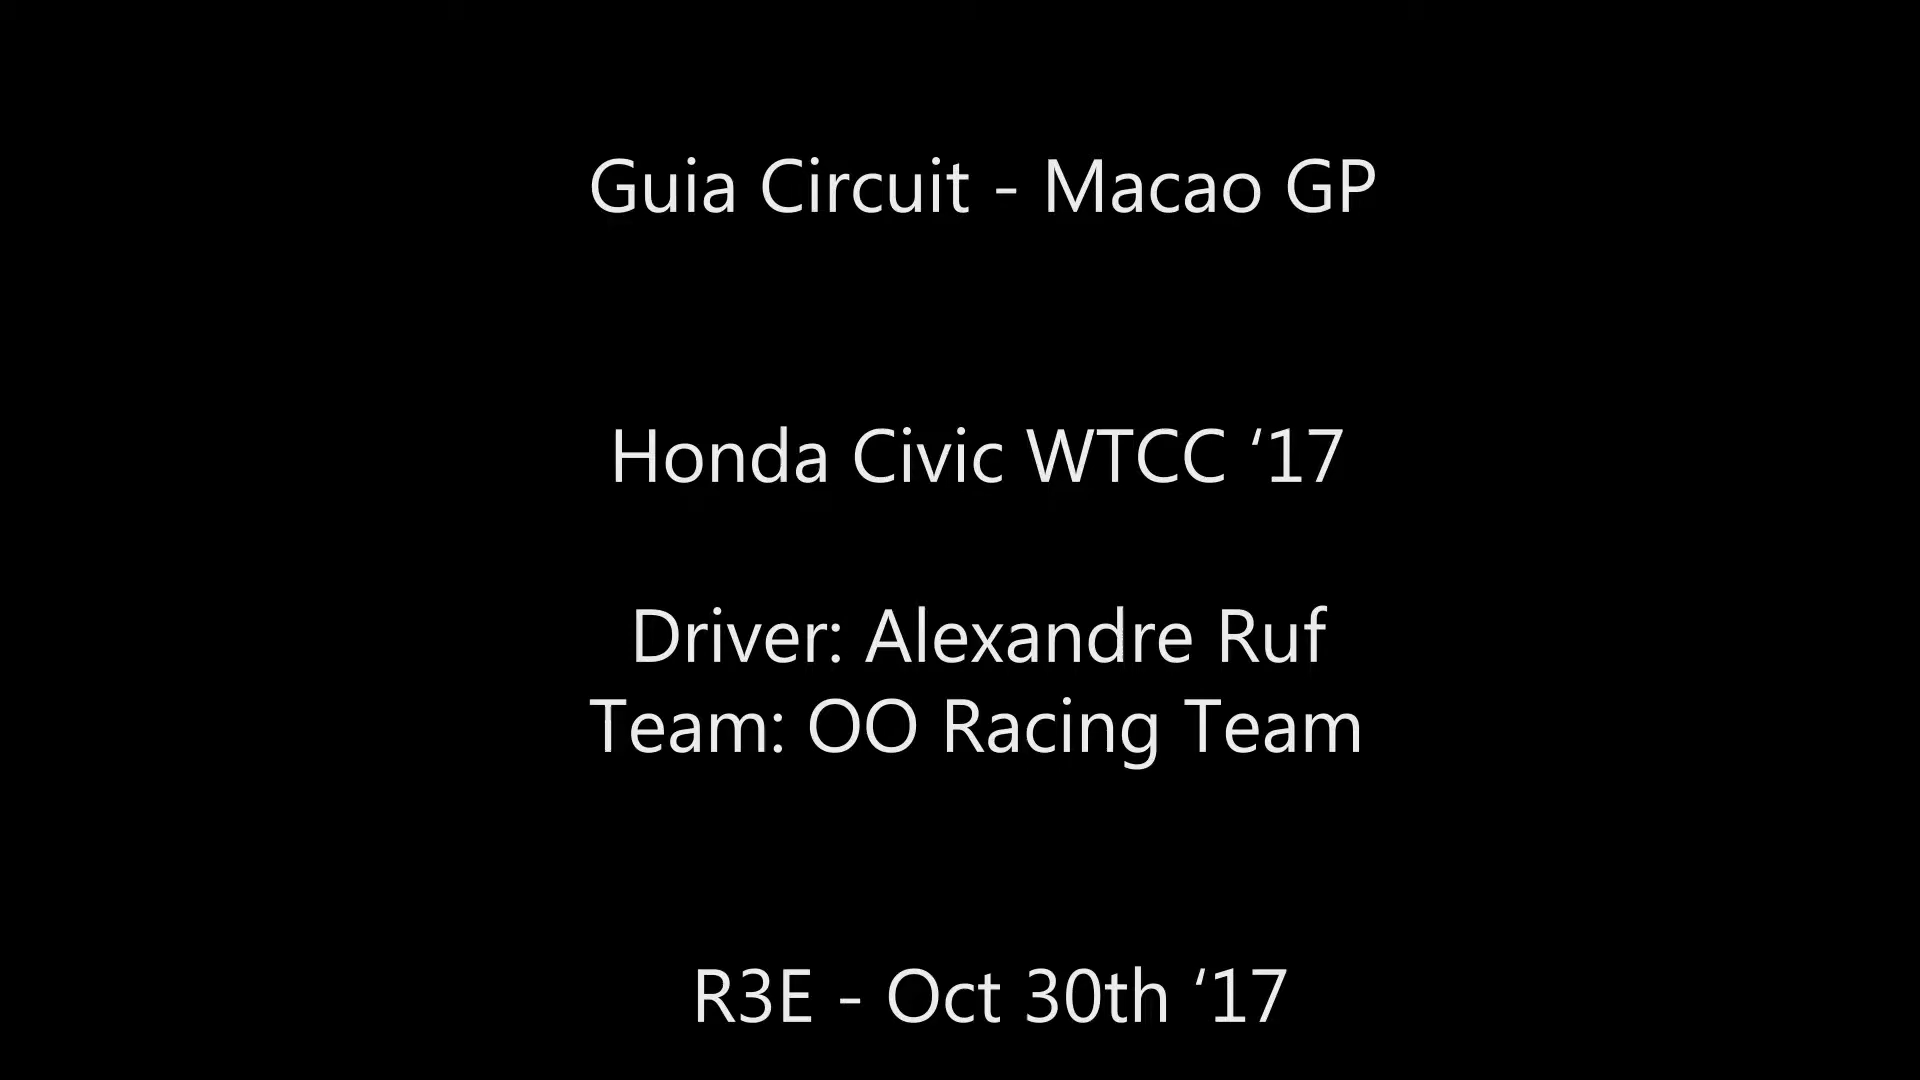 Guia Circuit - Macao GP
Honda Civic WTCC ‘17
Driver: Alexandre Ruf
Team: OO Racing Team
R3E - Oct 30th ‘17